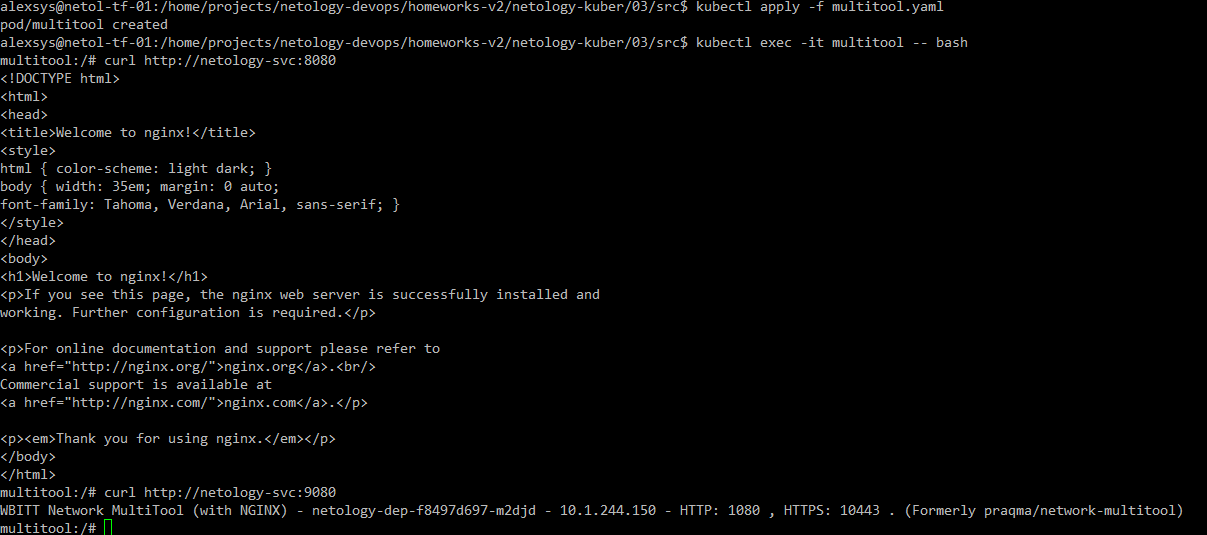 alexsys@netol-tf-01:/home/projects/netology-devops/homeworks-v2/netology-kuber/03/src$ kubectl apply -f multitool.yaml
pod/multitool created
alexsys@netol-tf-01:/home/projects/netology-devops/homeworks-v2/netology-kuber/03/src$ kubectl exec -it multitool -- bash
multitool:/# curl http://netology-svc:8080
<!DOCTYPE html>
<html>
<head>
<title>Welcome to nginx!</title>
<style>
html { color-scheme: light dark; }
body { width: 35em; margin: 0 auto;
font-family: Tahoma, Verdana, Arial, sans-serif; }
</style>
</head>
<body>
<h1>Welcome to nginx!</h1>
<p>If you see this page, the nginx web server is successfully installed and
working. Further configuration is required.</p>

<p>For online documentation and support please refer to
<a href="http://nginx.org/">nginx.org</a>.<br/>
Commercial support is available at
<a href="http://nginx.com/">nginx.com</a>.</p>

<p><em>Thank you for using nginx.</em></p>
</body>
</html>
multitool:/# curl http://netology-svc:9080
WBITT Network MultiTool (with NGINX) - netology-dep-f8497d697-m2djd - 10.1.244.150 - HTTP: 1080 , HTTPS: 10443 . (Formerly praqma/network-multitool)
multitool:/#